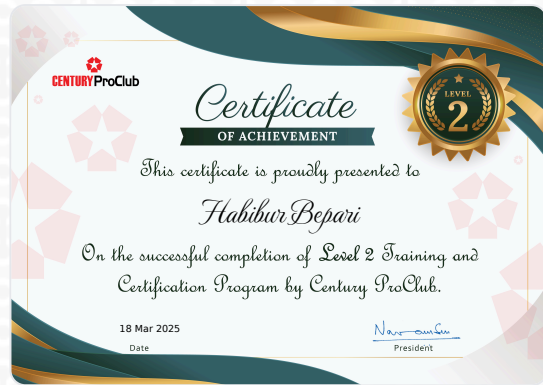 CENTURY ProClub
LEVEL
2
Certificate
OF ACHIEVEMENT
This certificate is proudly presented to
Habibur Bepari
On the successful completion of Level 2 Training and
Certification Program by Century ProClub.
18 Mar 2025
Date
President